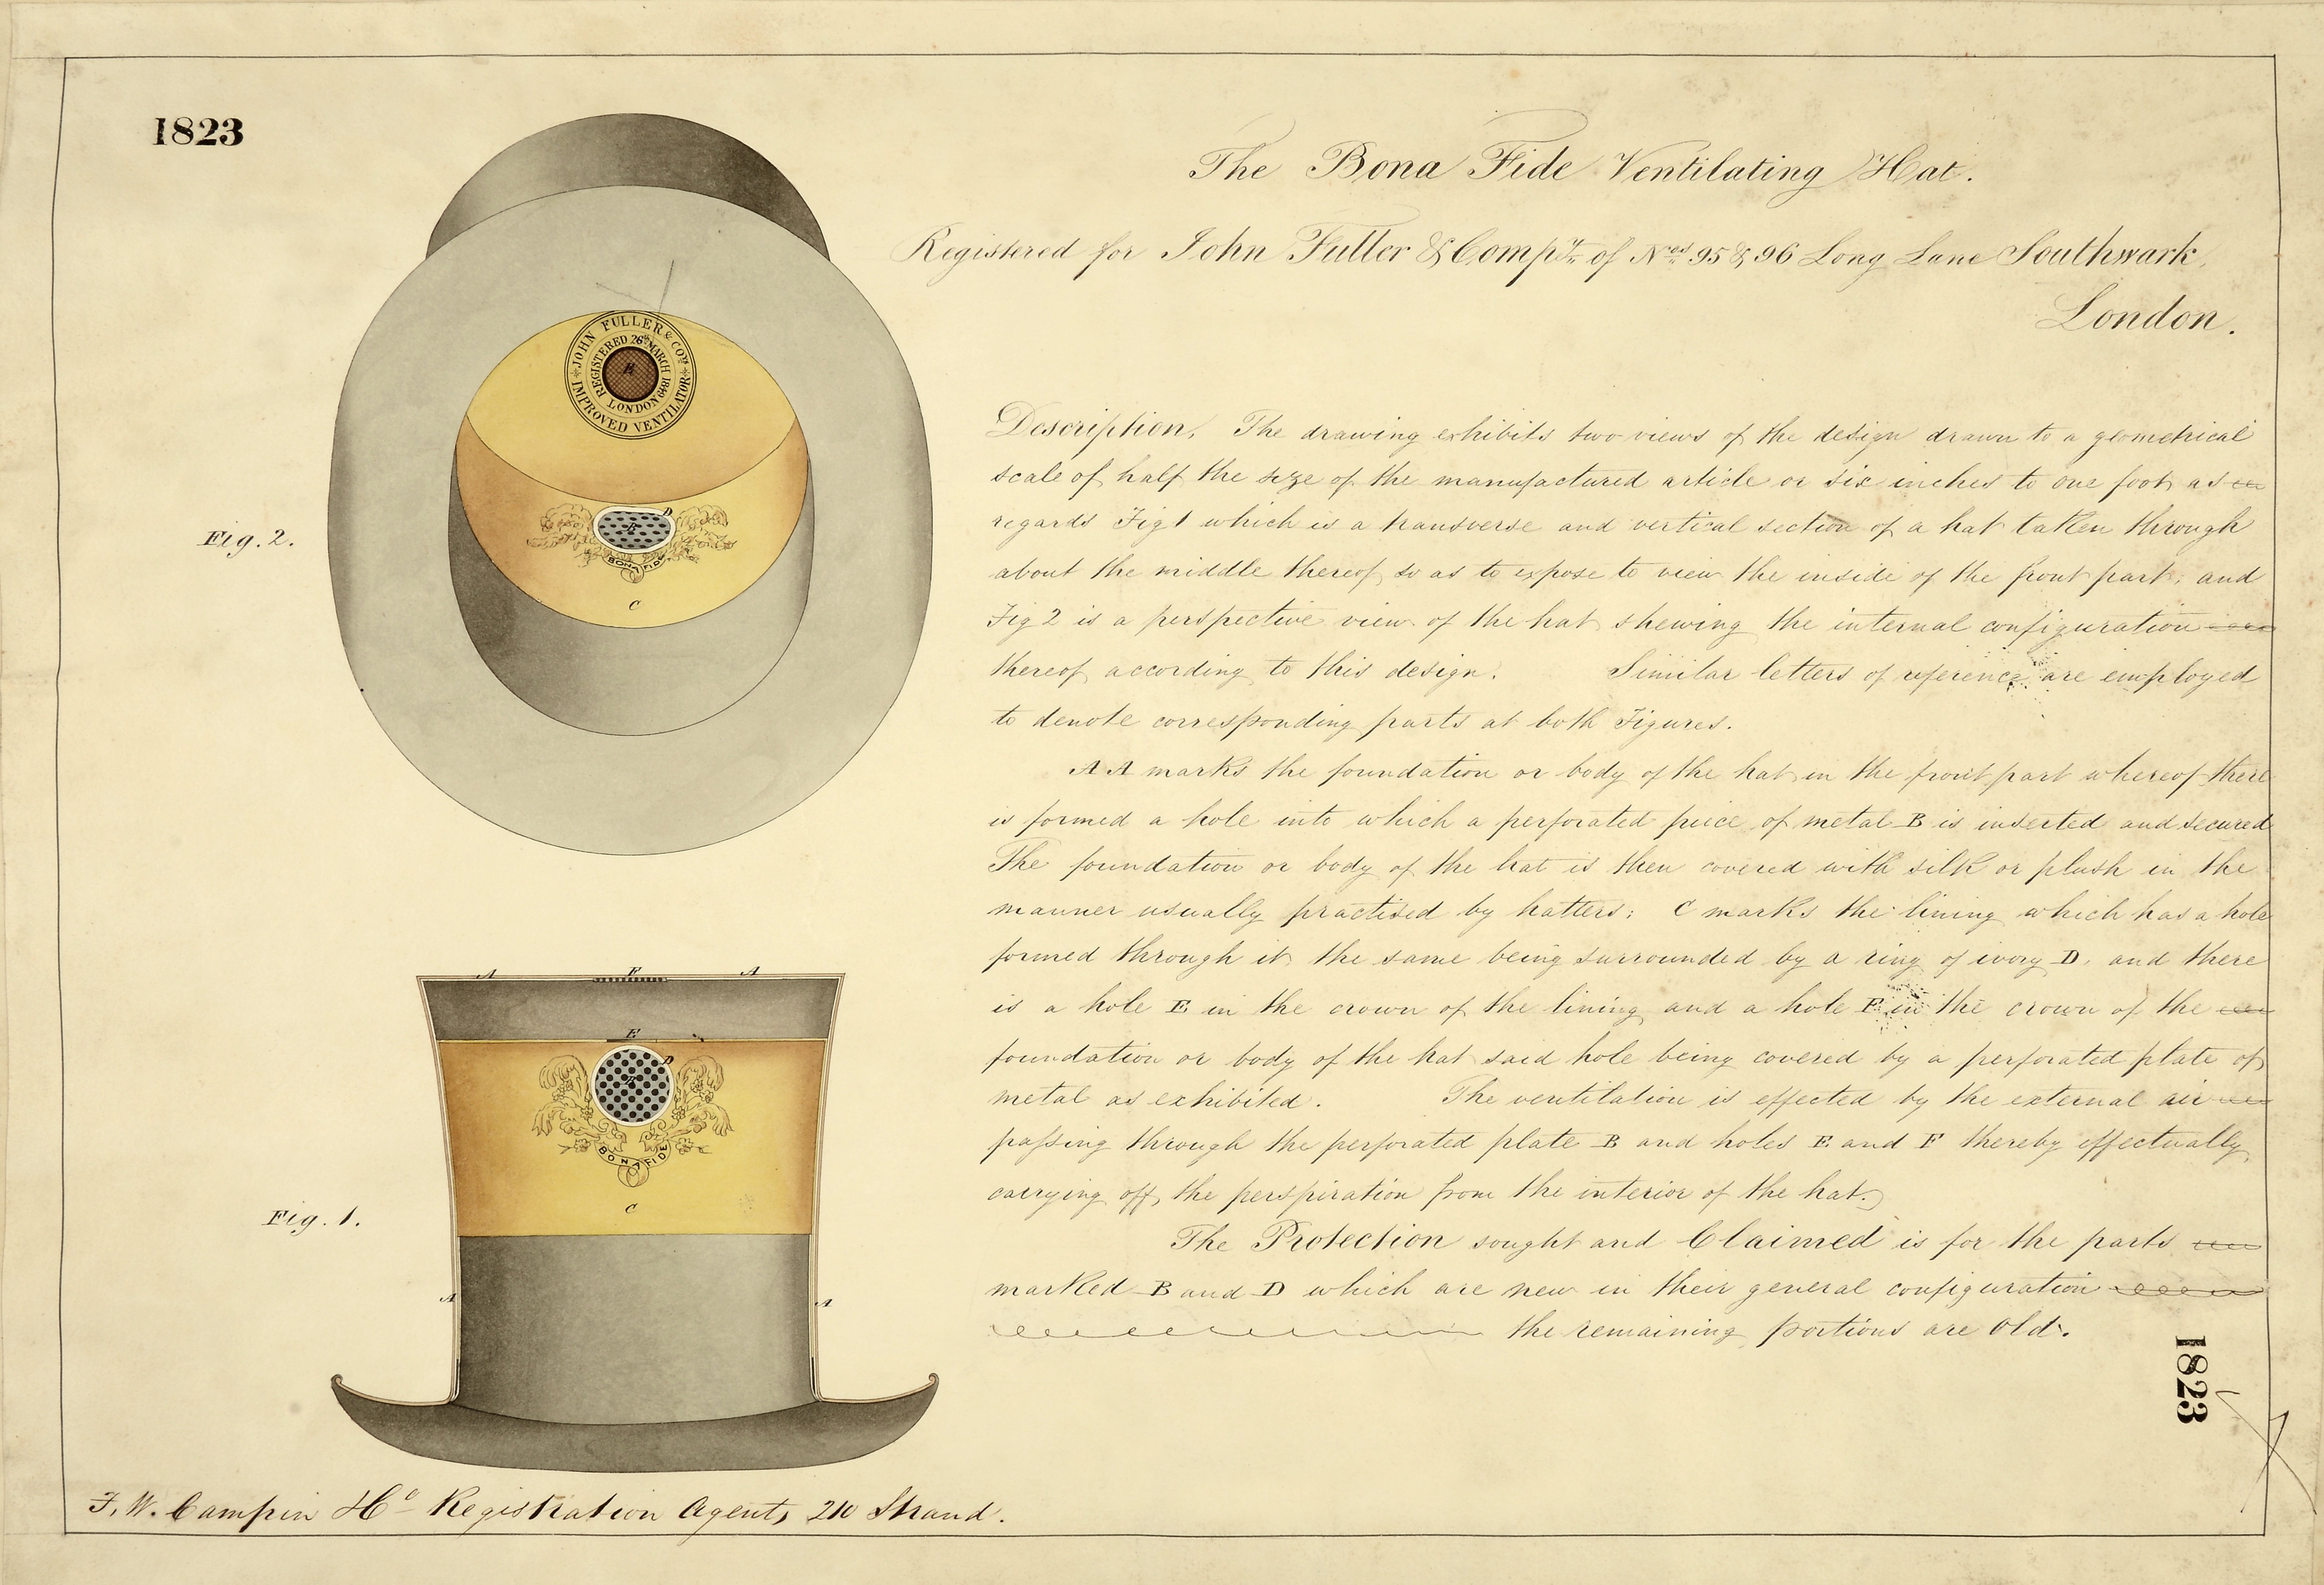 1823
The Bona Fide Ventilating Hat.
Registered for John Fuller & Compy. of Nos. 95 & 96 Long Lane Southwark,
London.
JOHN FULLER & COY.
IMPROVED VENTILATOR
REGISTERED 26th MARCH 1849
LONDON
E
D
B
BONA FIDE
C
Fig. 2.
Description. The drawing exhibits two views of the design drawn to a geometrical
scale of half the size of the manufactured article or six inches to one foot as
regards Fig 1 which is a transverse and vertical section of a hat taken through
about the middle thereof so as to expose to view the inside of the front part; and
Fig 2 is a perspective view of the hat shewing the internal configuration
thereof according to this design. Similar letters of reference are employed
to denote corresponding parts at both Figures.
A A marks the foundation or body of the hat in the front part whereof there
is formed a hole into which a perforated piece of metal B is inserted and secured
The foundation or body of the hat is then covered with silk or plush in the
manner usually practised by hatters; C marks the lining which has a hole
formed through it the same being surrounded by a ring of ivory D. and there
is a hole E in the crown of the lining and a hole F in the crown of the
foundation or body of the hat said hole being covered by a perforated plate of
metal as exhibited. The ventilation is effected by the external air
passing through the perforated plate B and holes E and F thereby effectually
carrying off the perspiration from the interior of the hat.
The Protection sought and Claimed is for the parts
marked B and D which are new in their general configuration
the remaining portions are Old.
A F A
E
D
B
BONA FIDE
C
Fig. 1.
A A
1823
F. W. Campin Ho. Registration Agent, 210 Strand.